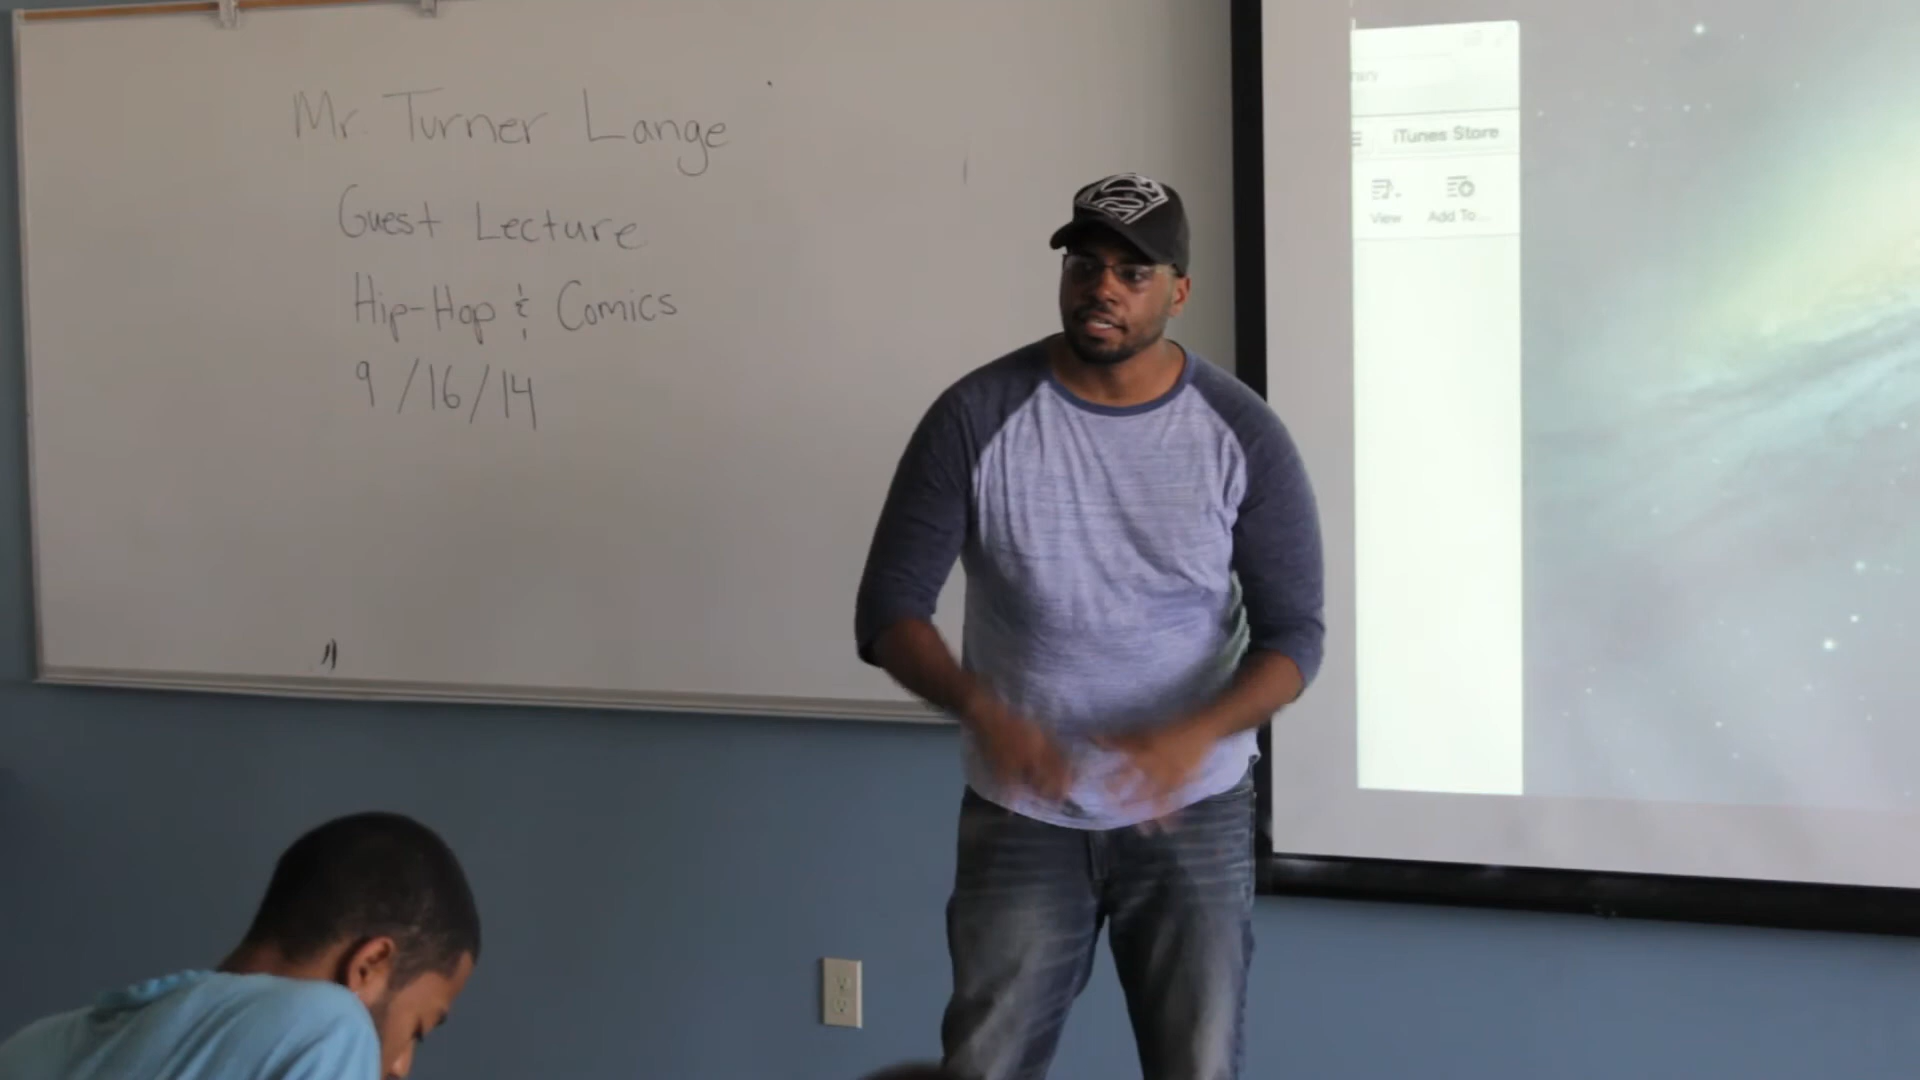 Mr. Turner Lange
Guest Lecture
Hip-Hop & Comics
9/16/14
iTunes Store
View
Add To...